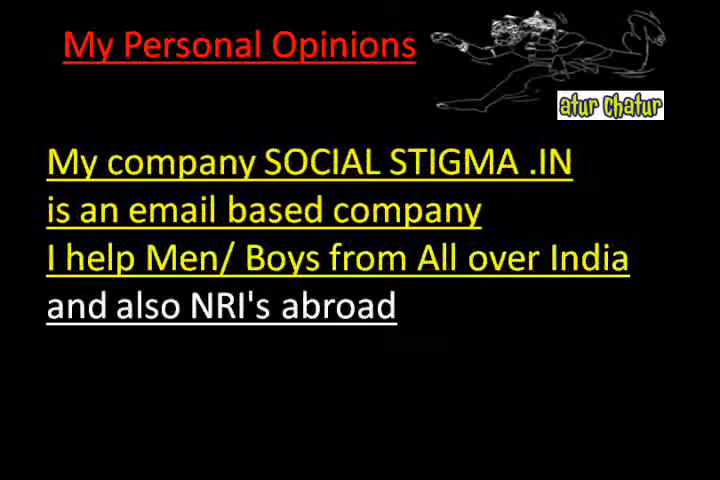 My Personal Opinions
atur chatur
My company SOCIAL STIGMA .IN
is an email based company
I help Men/ Boys from All over India
and also NRI's abroad